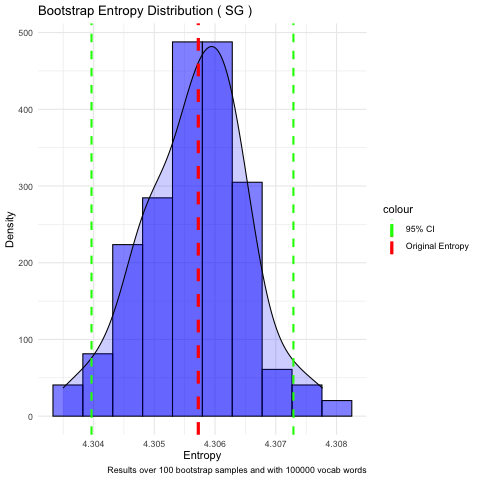 Bootstrap Entropy Distribution ( SG )
500
400
300
200
100
0
Density
4.304
4.305
4.306
4.307
4.308
Entropy
Results over 100 bootstrap samples and with 100000 vocab words
colour
95% CI
Original Entropy